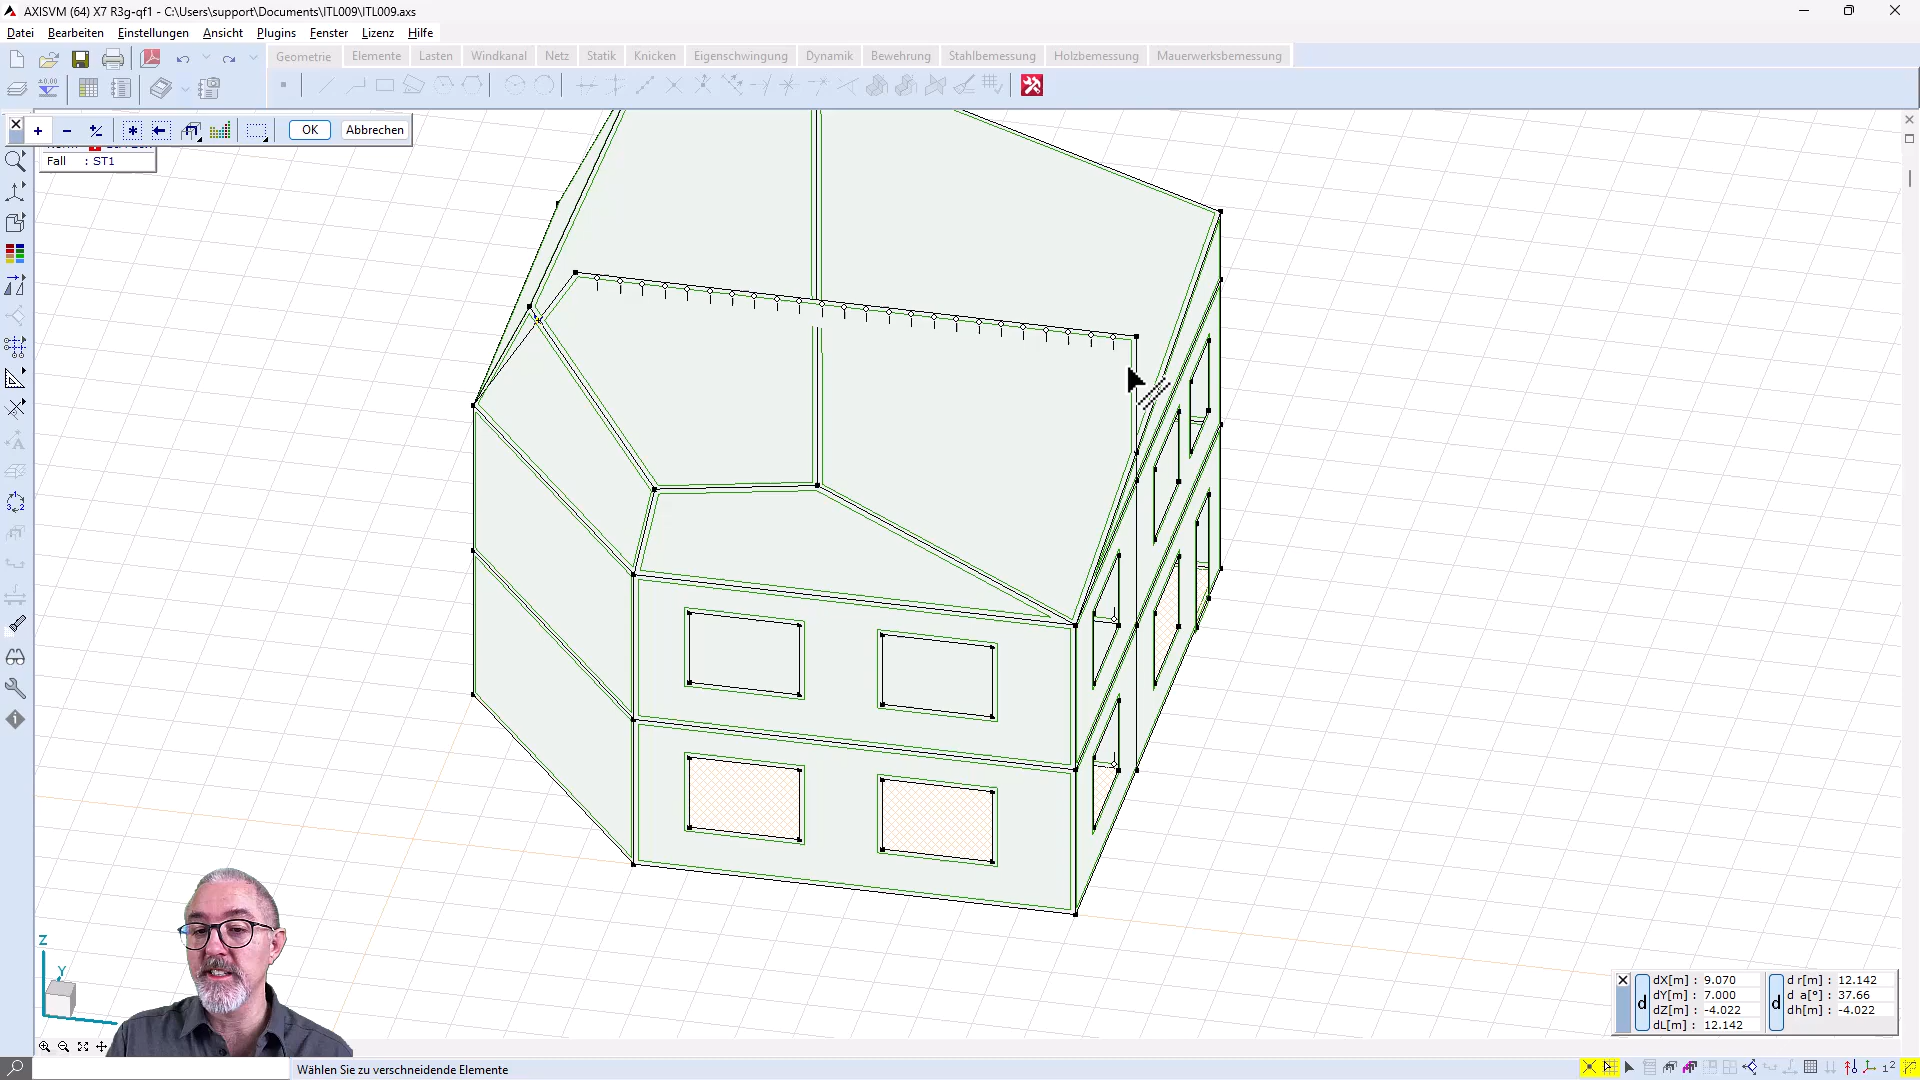 AXISVM (64) X7 R3g-qf1 - C:\Users\support\Documents\ITL009\ITL009.axs
Datei Bearbeiten Einstellungen Ansicht Plugins Fenster Lizenz Hilfe
Geometrie Elemente Lasten Windkanal Netz Statik Knicken Eigenschwingung Dynamik Bewehrung Stahlbemessung Holzbemessung Mauerwerksbemessung
OK Abbrechen
Fall : ST1
Z
Y
dX[m] : 9.070
dY[m] : 7.000
dZ[m] : -4.022
dL[m] : 12.142
d
d r[m] : 12.142
d a[°] : 37.66
dh[m] : -4.022
d
Wählen Sie zu verschneidende Elemente